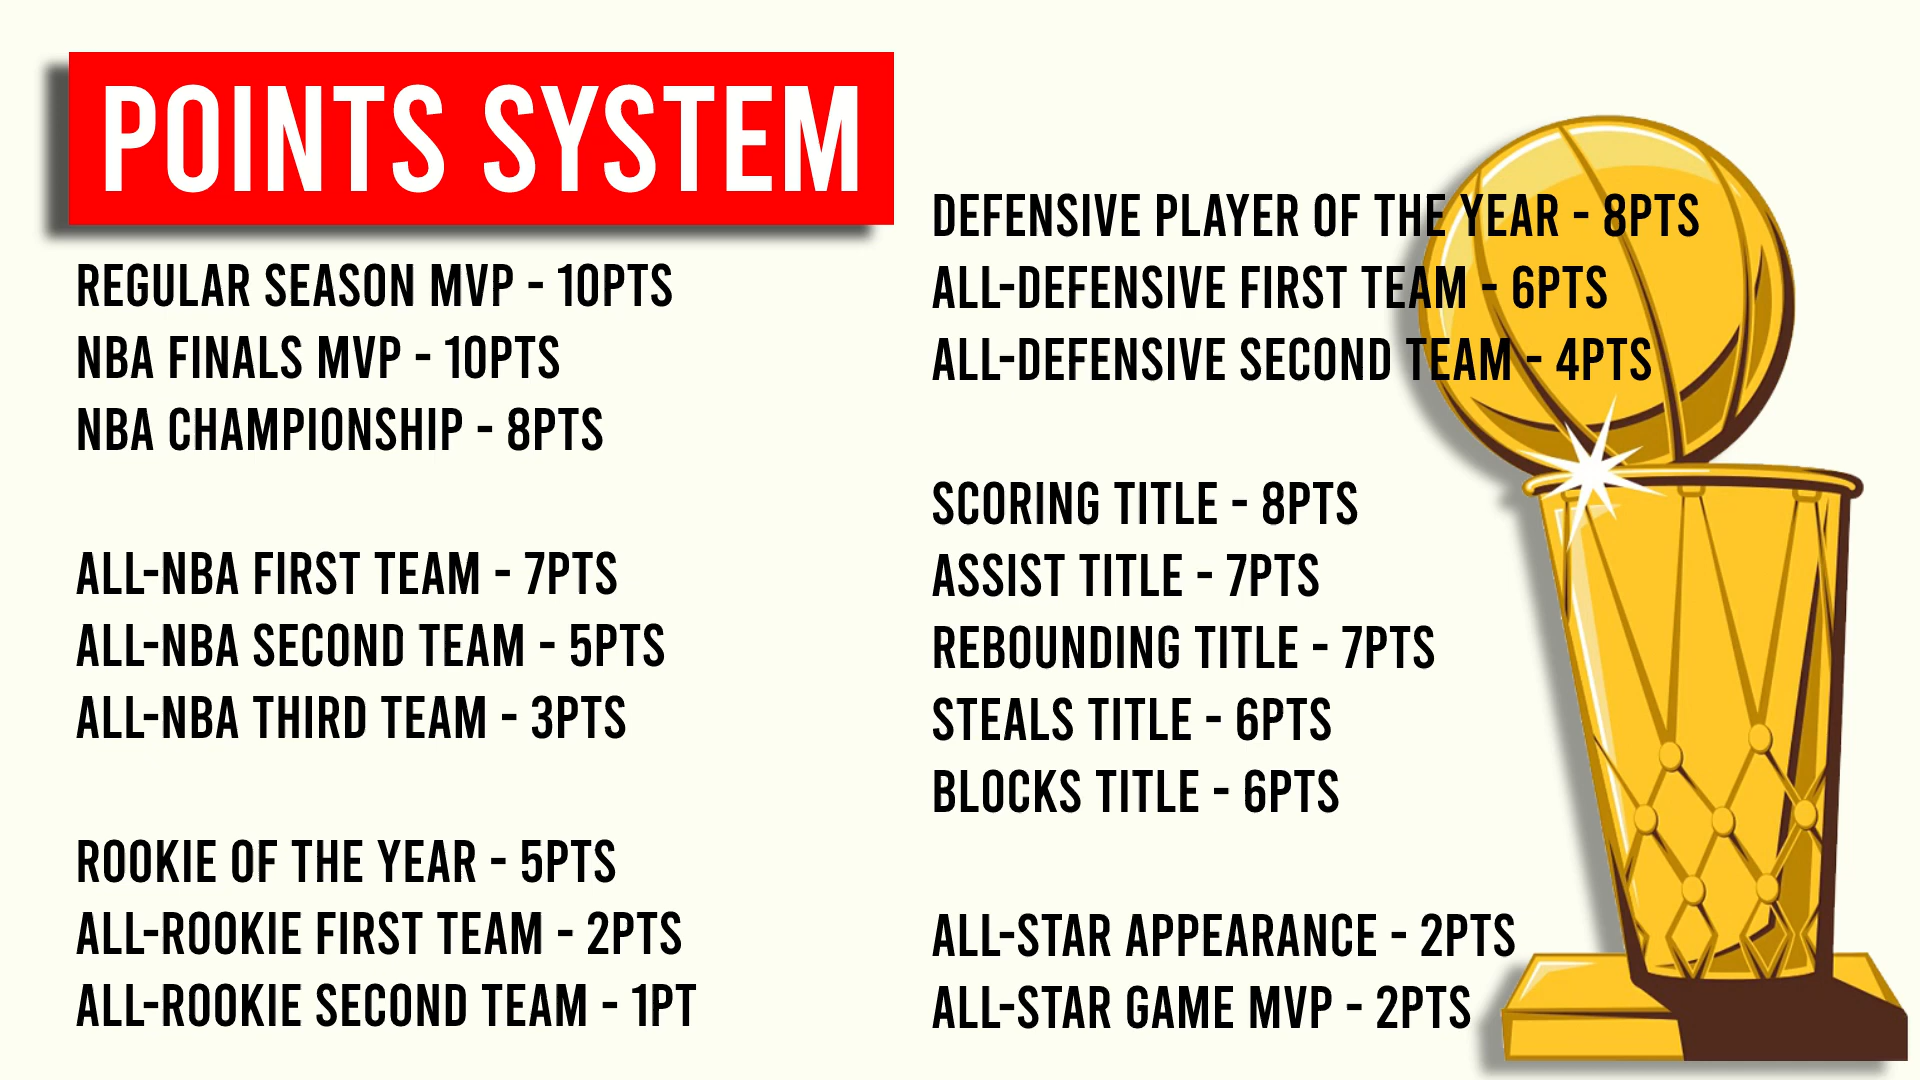 POINTS SYSTEM
REGULAR SEASON MVP - 10PTS
NBA FINALS MVP - 10PTS
NBA CHAMPIONSHIP - 8PTS
ALL-NBA FIRST TEAM - 7PTS
ALL-NBA SECOND TEAM - 5PTS
ALL-NBA THIRD TEAM - 3PTS
ROOKIE OF THE YEAR - 5PTS
ALL-ROOKIE FIRST TEAM - 2PTS
ALL-ROOKIE SECOND TEAM - 1PT
DEFENSIVE PLAYER OF THE YEAR - 8PTS
ALL-DEFENSIVE FIRST TEAM - 6PTS
ALL-DEFENSIVE SECOND TEAM - 4PTS
SCORING TITLE - 8PTS
ASSIST TITLE - 7PTS
REBOUNDING TITLE - 7PTS
STEALS TITLE - 6PTS
BLOCKS TITLE - 6PTS
ALL-STAR APPEARANCE - 2PTS
ALL-STAR GAME MVP - 2PTS